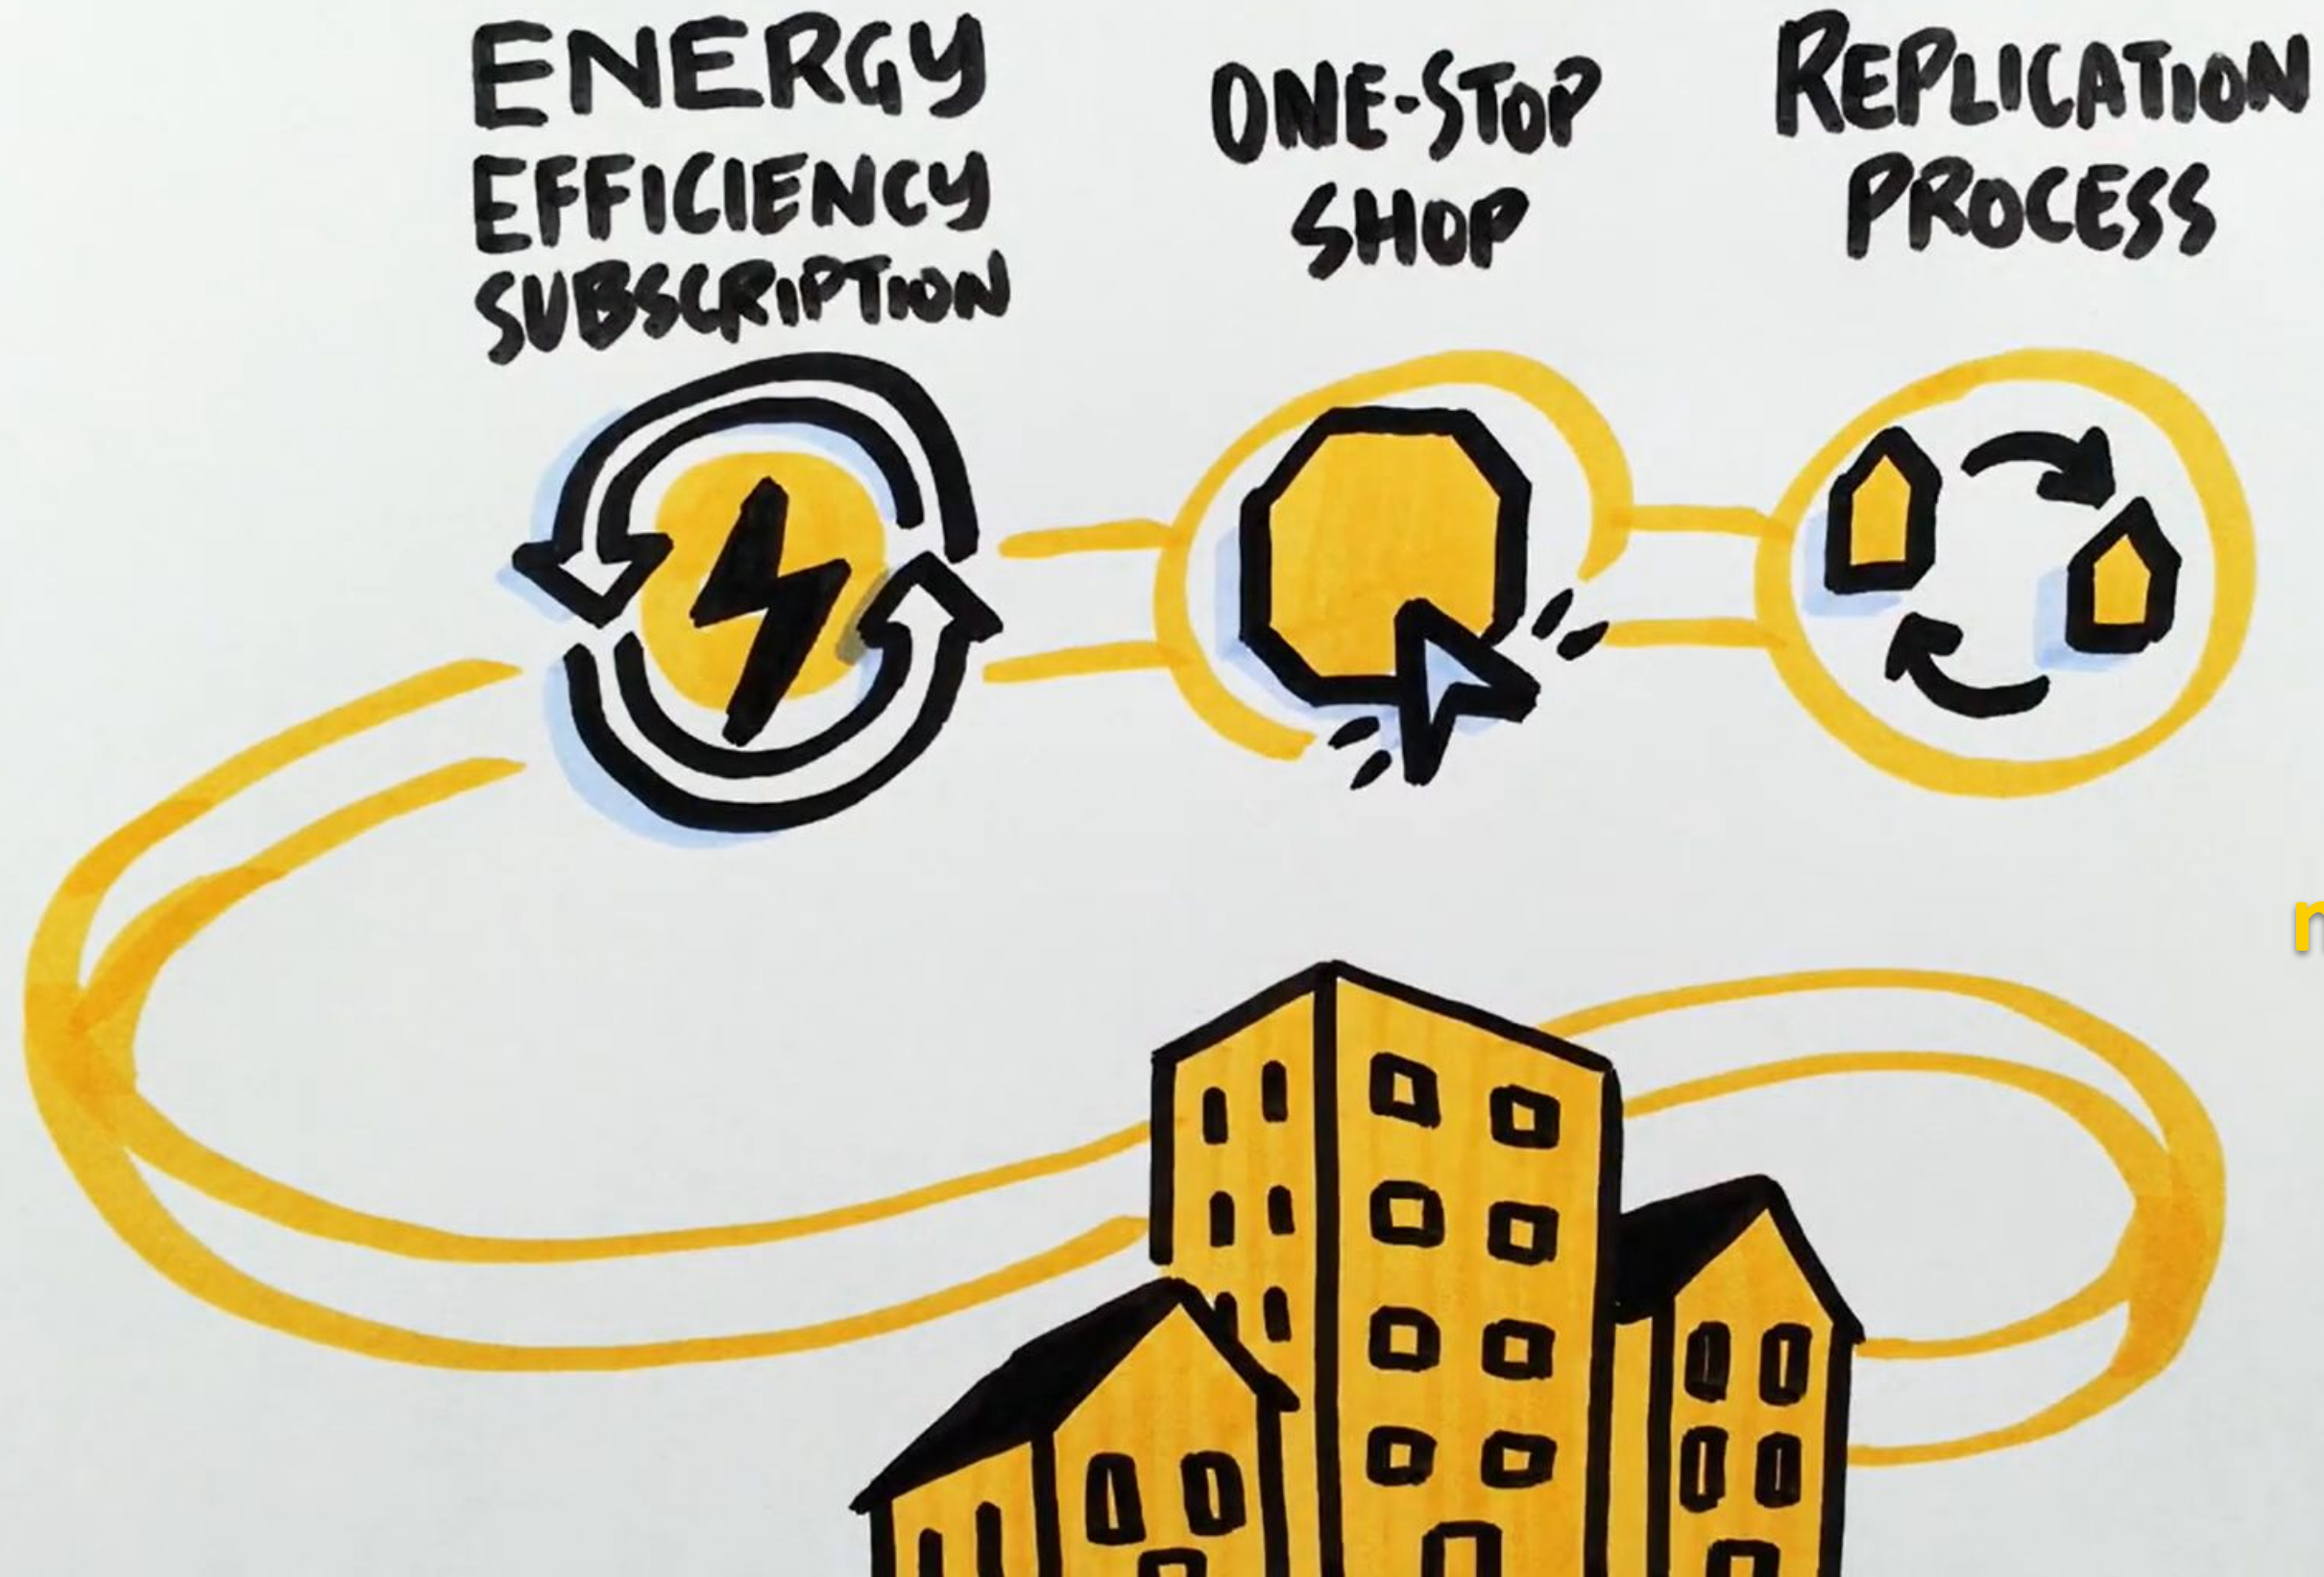 ENERGY
EFFICIENCY
SUBSCRIPTION
ONE-STOP
SHOP
REPLICATION
PROCESS